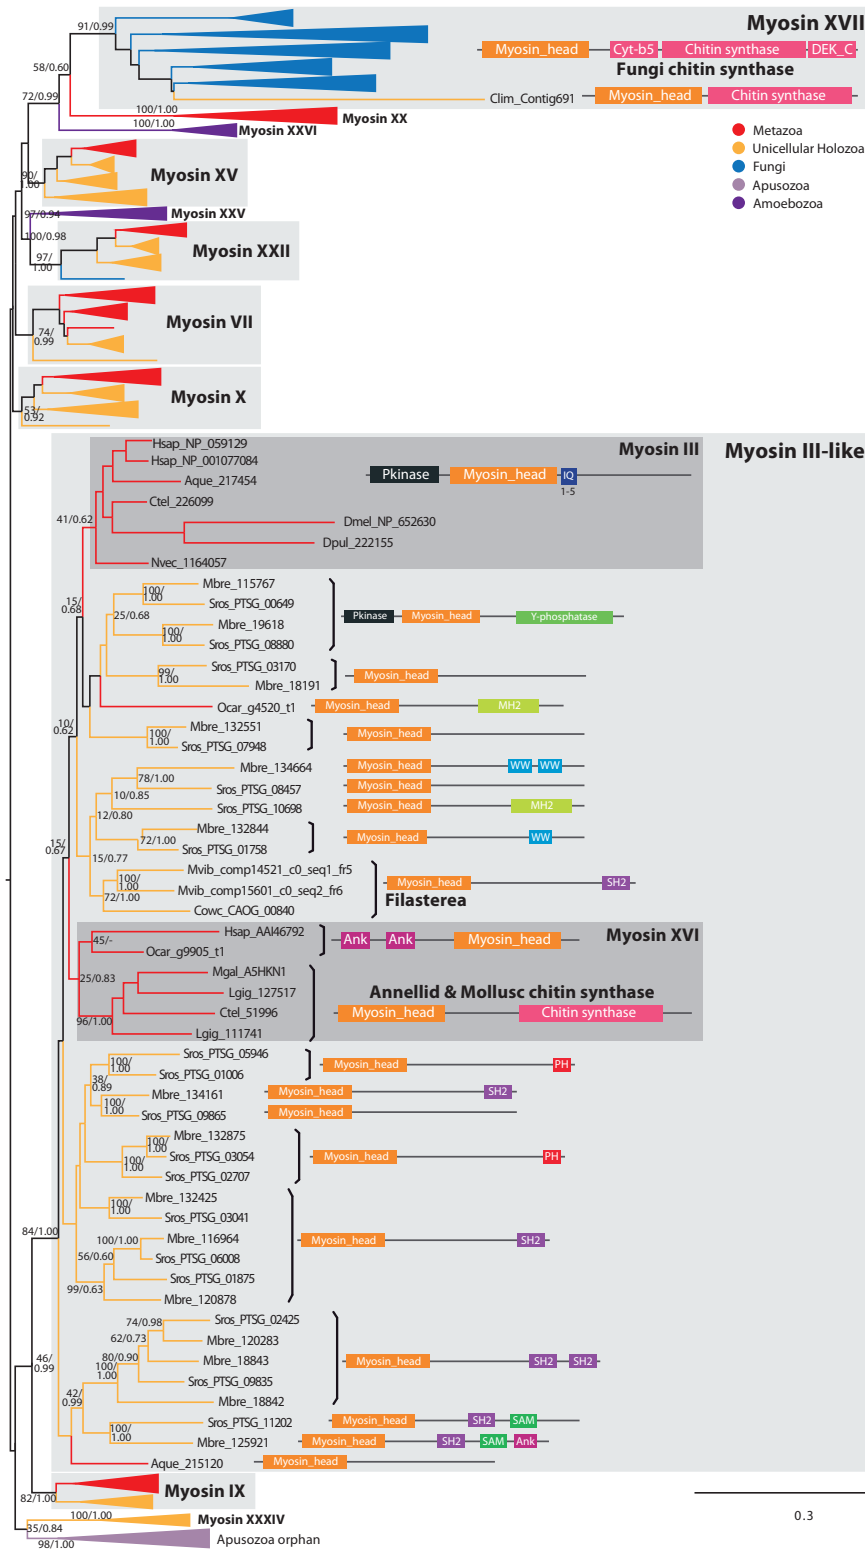 91/0.99
Myosin XVII
Myosin_head
Cyt-b5
Chitin synthase
DEK_C
Fungi chitin synthase
58/0.60
72/0.99
Clim_Contig691
Myosin_head
Chitin synthase
100/1.00
Myosin XX
100/1.00
Myosin XXVI
Metazoa
Unicellular Holozoa
Fungi
Apusozoa
Amoebozoa
90/
1.00
Myosin XV
97/0.94
Myosin XXV
100/0.98
97/
1.00
Myosin XXII
74/
0.99
Myosin VII
53/
0.92
Myosin X
Myosin III-like
Myosin III
Hsap_NP_059129
Hsap_NP_001077084
Aque_217454
Pkinase
Myosin_head
IQ
1-5
Ctel_226099
41/0.62
Dmel_NP_652630
Dpul_222155
Nvec_1164057
15/
0.68
Mbre_115767
100/
1.00
Sros_PTSG_00649
25/0.68
Mbre_19618
100/
1.00
Sros_PTSG_08880
Pkinase
Myosin_head
Y-phosphatase
Sros_PTSG_03170
99/
1.00
Mbre_18191
Myosin_head
Ocar_g4520_t1
Myosin_head
MH2
10/
0.62
Mbre_132551
100/
1.00
Sros_PTSG_07948
Myosin_head
Mbre_134664
Myosin_head
WW
WW
78/1.00
Sros_PTSG_08457
Myosin_head
10/0.85
Sros_PTSG_10698
Myosin_head
MH2
12/0.80
Mbre_132844
72/1.00
Sros_PTSG_01758
Myosin_head
WW
15/
0.67
15/0.77
Mvib_comp14521_c0_seq1_fr5
100/
1.00
Mvib_comp15601_c0_seq2_fr6
72/1.00
Cowc_CAOG_00840
Myosin_head
SH2
Filasterea
Hsap_AAI46792
45/-
Ocar_g9905_t1
Ank
Ank
Myosin_head
Myosin XVI
25/0.83
Mgal_A5HKN1
Lgig_127517
Ctel_51996
96/1.00
Lgig_111741
Annellid & Mollusc chitin synthase
Myosin_head
Chitin synthase
Sros_PTSG_05946
100/
1.00
Sros_PTSG_01006
Myosin_head
PH
38/
0.89
Mbre_134161
Myosin_head
SH2
100/
1.00
Sros_PTSG_09865
Myosin_head
Mbre_132875
100/
1.00
Sros_PTSG_03054
100/
1.00
Sros_PTSG_02707
Myosin_head
PH
Mbre_132425
100/
1.00
Sros_PTSG_03041
84/1.00
Mbre_116964
100/1.00
Sros_PTSG_06008
56/0.60
Sros_PTSG_01875
99/0.63
Mbre_120878
Myosin_head
SH2
Sros_PTSG_02425
74/0.98
Mbre_120283
62/0.73
Mbre_18843
80/0.90
100/
1.00
Sros_PTSG_09835
Mbre_18842
Myosin_head
SH2
SH2
46/
0.99
42/
0.99
Sros_PTSG_11202
Myosin_head
SH2
SAM
100/
1.00
Mbre_125921
Myosin_head
SH2
SAM
Ank
Aque_215120
Myosin_head
82/1.00
Myosin IX
0.3
100/1.00
Myosin XXXIV
35/0.84
98/1.00
Apusozoa orphan